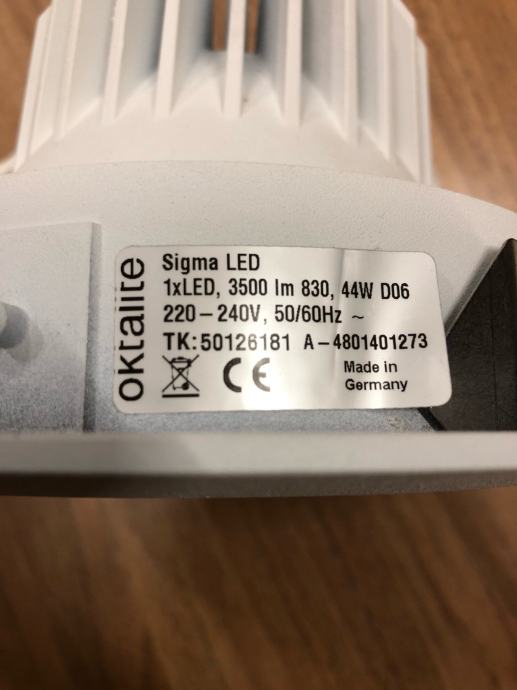 oktalite
Sigma LED
1xLED, 3500 lm 830, 44W D06
220–240V, 50/60Hz ~
TK:50126181 A–4801401273
CE
Made in
Germany